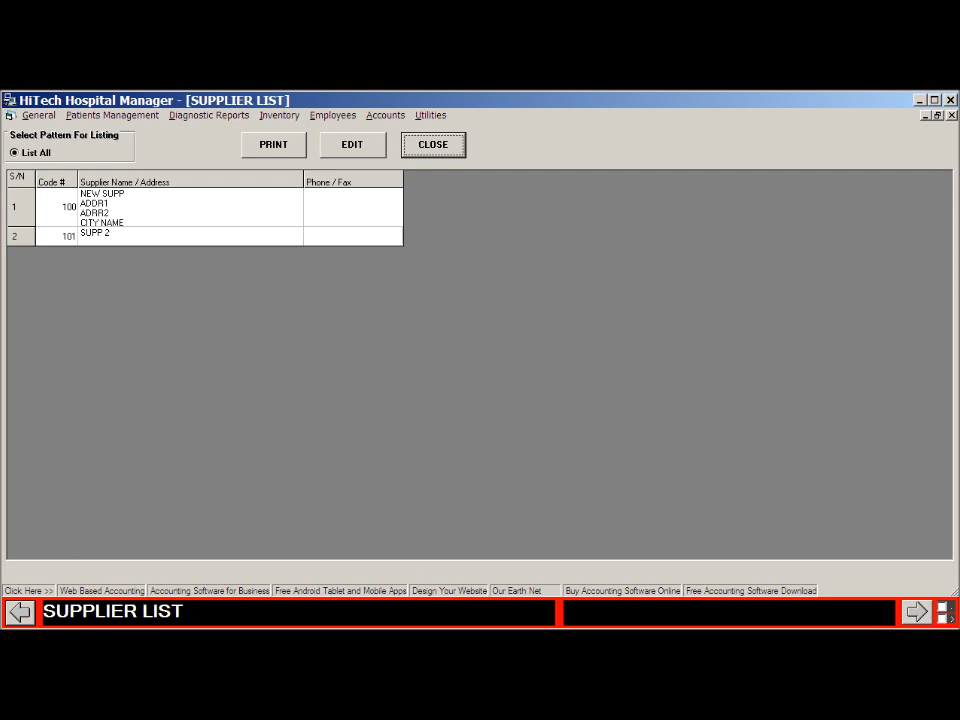 HiTech Hospital Manager - [SUPPLIER LIST]
General Patients Management Diagnostic Reports Inventory Employees Accounts Utilities
Select Pattern For Listing
List All
PRINT EDIT CLOSE
S/N Code # Supplier Name / Address Phone / Fax
1 100 NEW SUPP
ADDR1
ADRR2
CITY NAME
2 101 SUPP 2
Click Here >> Web Based Accounting Accounting Software for Business Free Android Tablet and Mobile Apps Design Your Website Our Earth Net Buy Accounting Software Online Free Accounting Software Download
SUPPLIER LIST